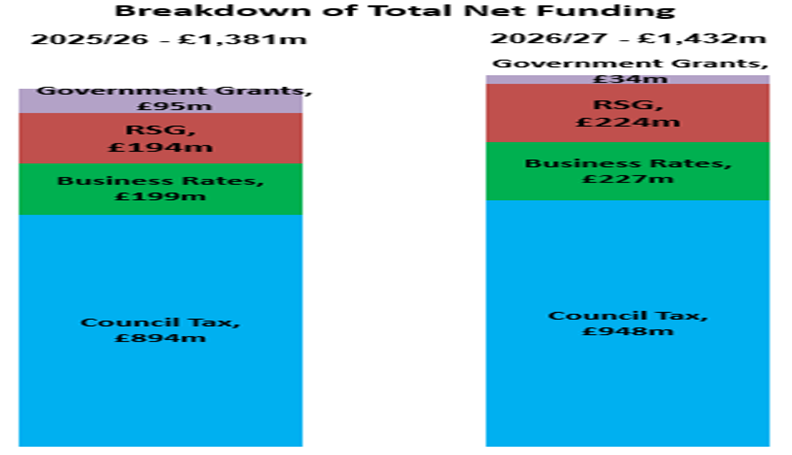 Breakdown of Total Net Funding
2025/26 - £1,381m
Government Grants,
£95m
RSG,
£194m
Business Rates,
£199m
Council Tax,
£894m
2026/27 - £1,432m
Government Grants,
£34m
RSG,
£224m
Business Rates,
£227m
Council Tax,
£948m